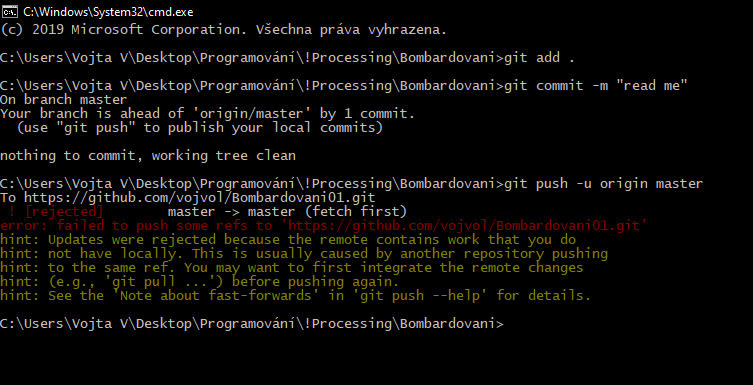 C:\Windows\System32\cmd.exe
(c) 2019 Microsoft Corporation. Všechna práva vyhrazena.
C:\Users\Vojta V\Desktop\Programování\!Processing\Bombardovani>git add .
C:\Users\Vojta V\Desktop\Programování\!Processing\Bombardovani>git commit -m "read me"
On branch master
Your branch is ahead of 'origin/master' by 1 commit.
  (use "git push" to publish your local commits)
nothing to commit, working tree clean
C:\Users\Vojta V\Desktop\Programování\!Processing\Bombardovani>git push -u origin master
To https://github.com/vojvol/Bombardovani01.git
 ! [rejected]        master -> master (fetch first)
error: failed to push some refs to 'https://github.com/vojvol/Bombardovani01.git'
hint: Updates were rejected because the remote contains work that you do
hint: not have locally. This is usually caused by another repository pushing
hint: to the same ref. You may want to first integrate the remote changes
hint: (e.g., 'git pull ...') before pushing again.
hint: See the 'Note about fast-forwards' in 'git push --help' for details.
C:\Users\Vojta V\Desktop\Programování\!Processing\Bombardovani>